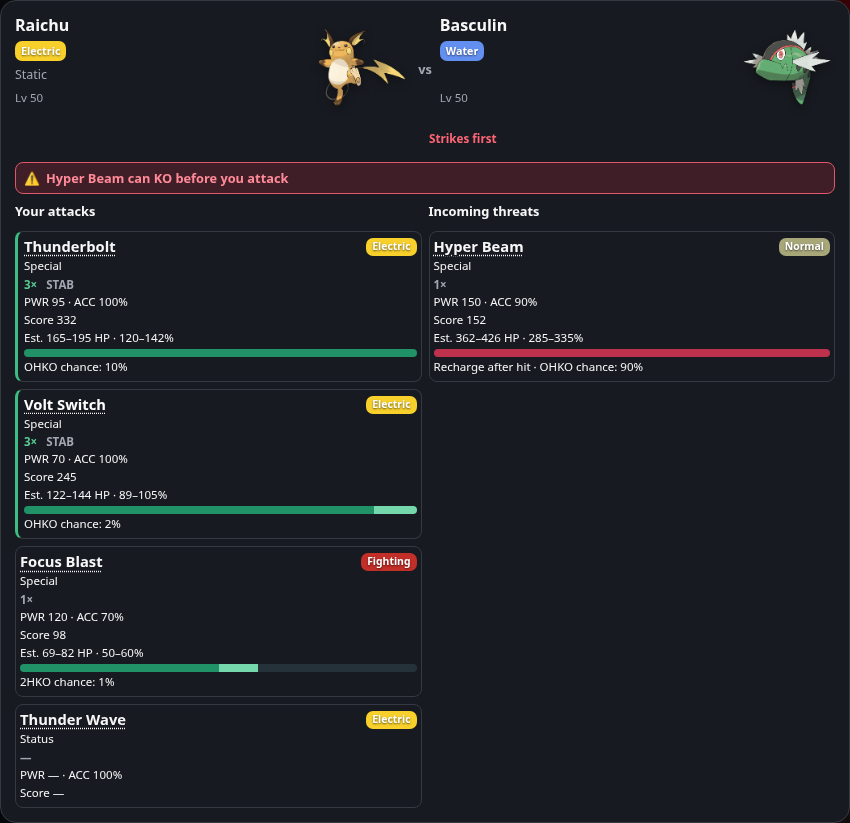 Raichu
Electric
Static
Lv 50
vs
Basculin
Water
Lv 50
Strikes first
⚠️ Hyper Beam can KO before you attack
Your attacks
Thunderbolt Electric
Special
3× STAB
PWR 95 · ACC 100%
Score 332
Est. 165–195 HP · 120–142%
OHKO chance: 10%
Volt Switch Electric
Special
3× STAB
PWR 70 · ACC 100%
Score 245
Est. 122–144 HP · 89–105%
OHKO chance: 2%
Focus Blast Fighting
Special
1×
PWR 120 · ACC 70%
Score 98
Est. 69–82 HP · 50–60%
2HKO chance: 1%
Thunder Wave Electric
Status
—
PWR — · ACC 100%
Score —
Incoming threats
Hyper Beam Normal
Special
1×
PWR 150 · ACC 90%
Score 152
Est. 362–426 HP · 285–335%
Recharge after hit · OHKO chance: 90%